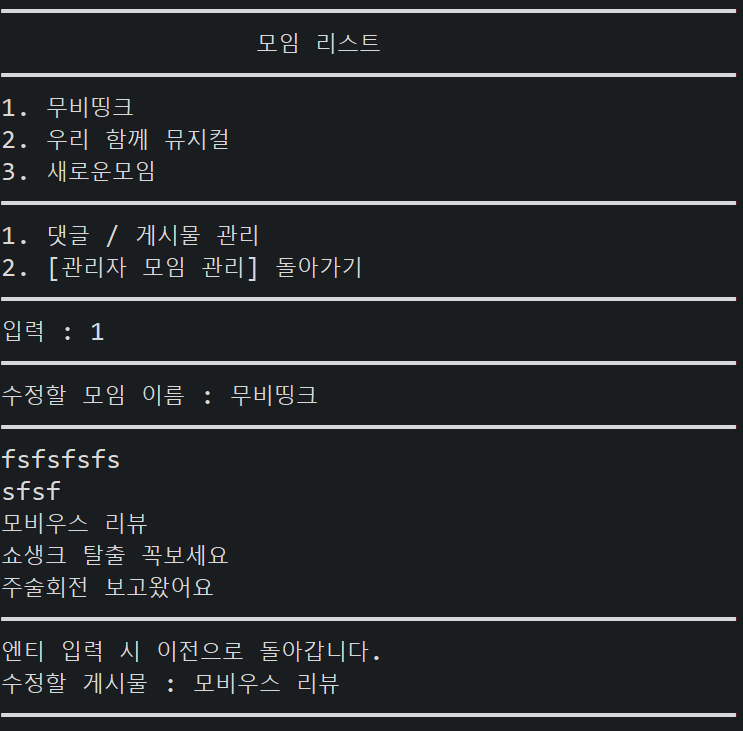 모임 리스트
1. 무비띵크
2. 우리 함께 뮤지컬
3. 새로운모임
1. 댓글 / 게시물 관리
2. [관리자 모임 관리] 돌아가기
입력 : 1
수정할 모임 이름 : 무비띵크
fsfsfsfs
sfsf
모비우스 리뷰
쇼생크 탈출 꼭보세요
주술회전 보고왔어요
엔티 입력 시 이전으로 돌아갑니다.
수정할 게시물 : 모비우스 리뷰